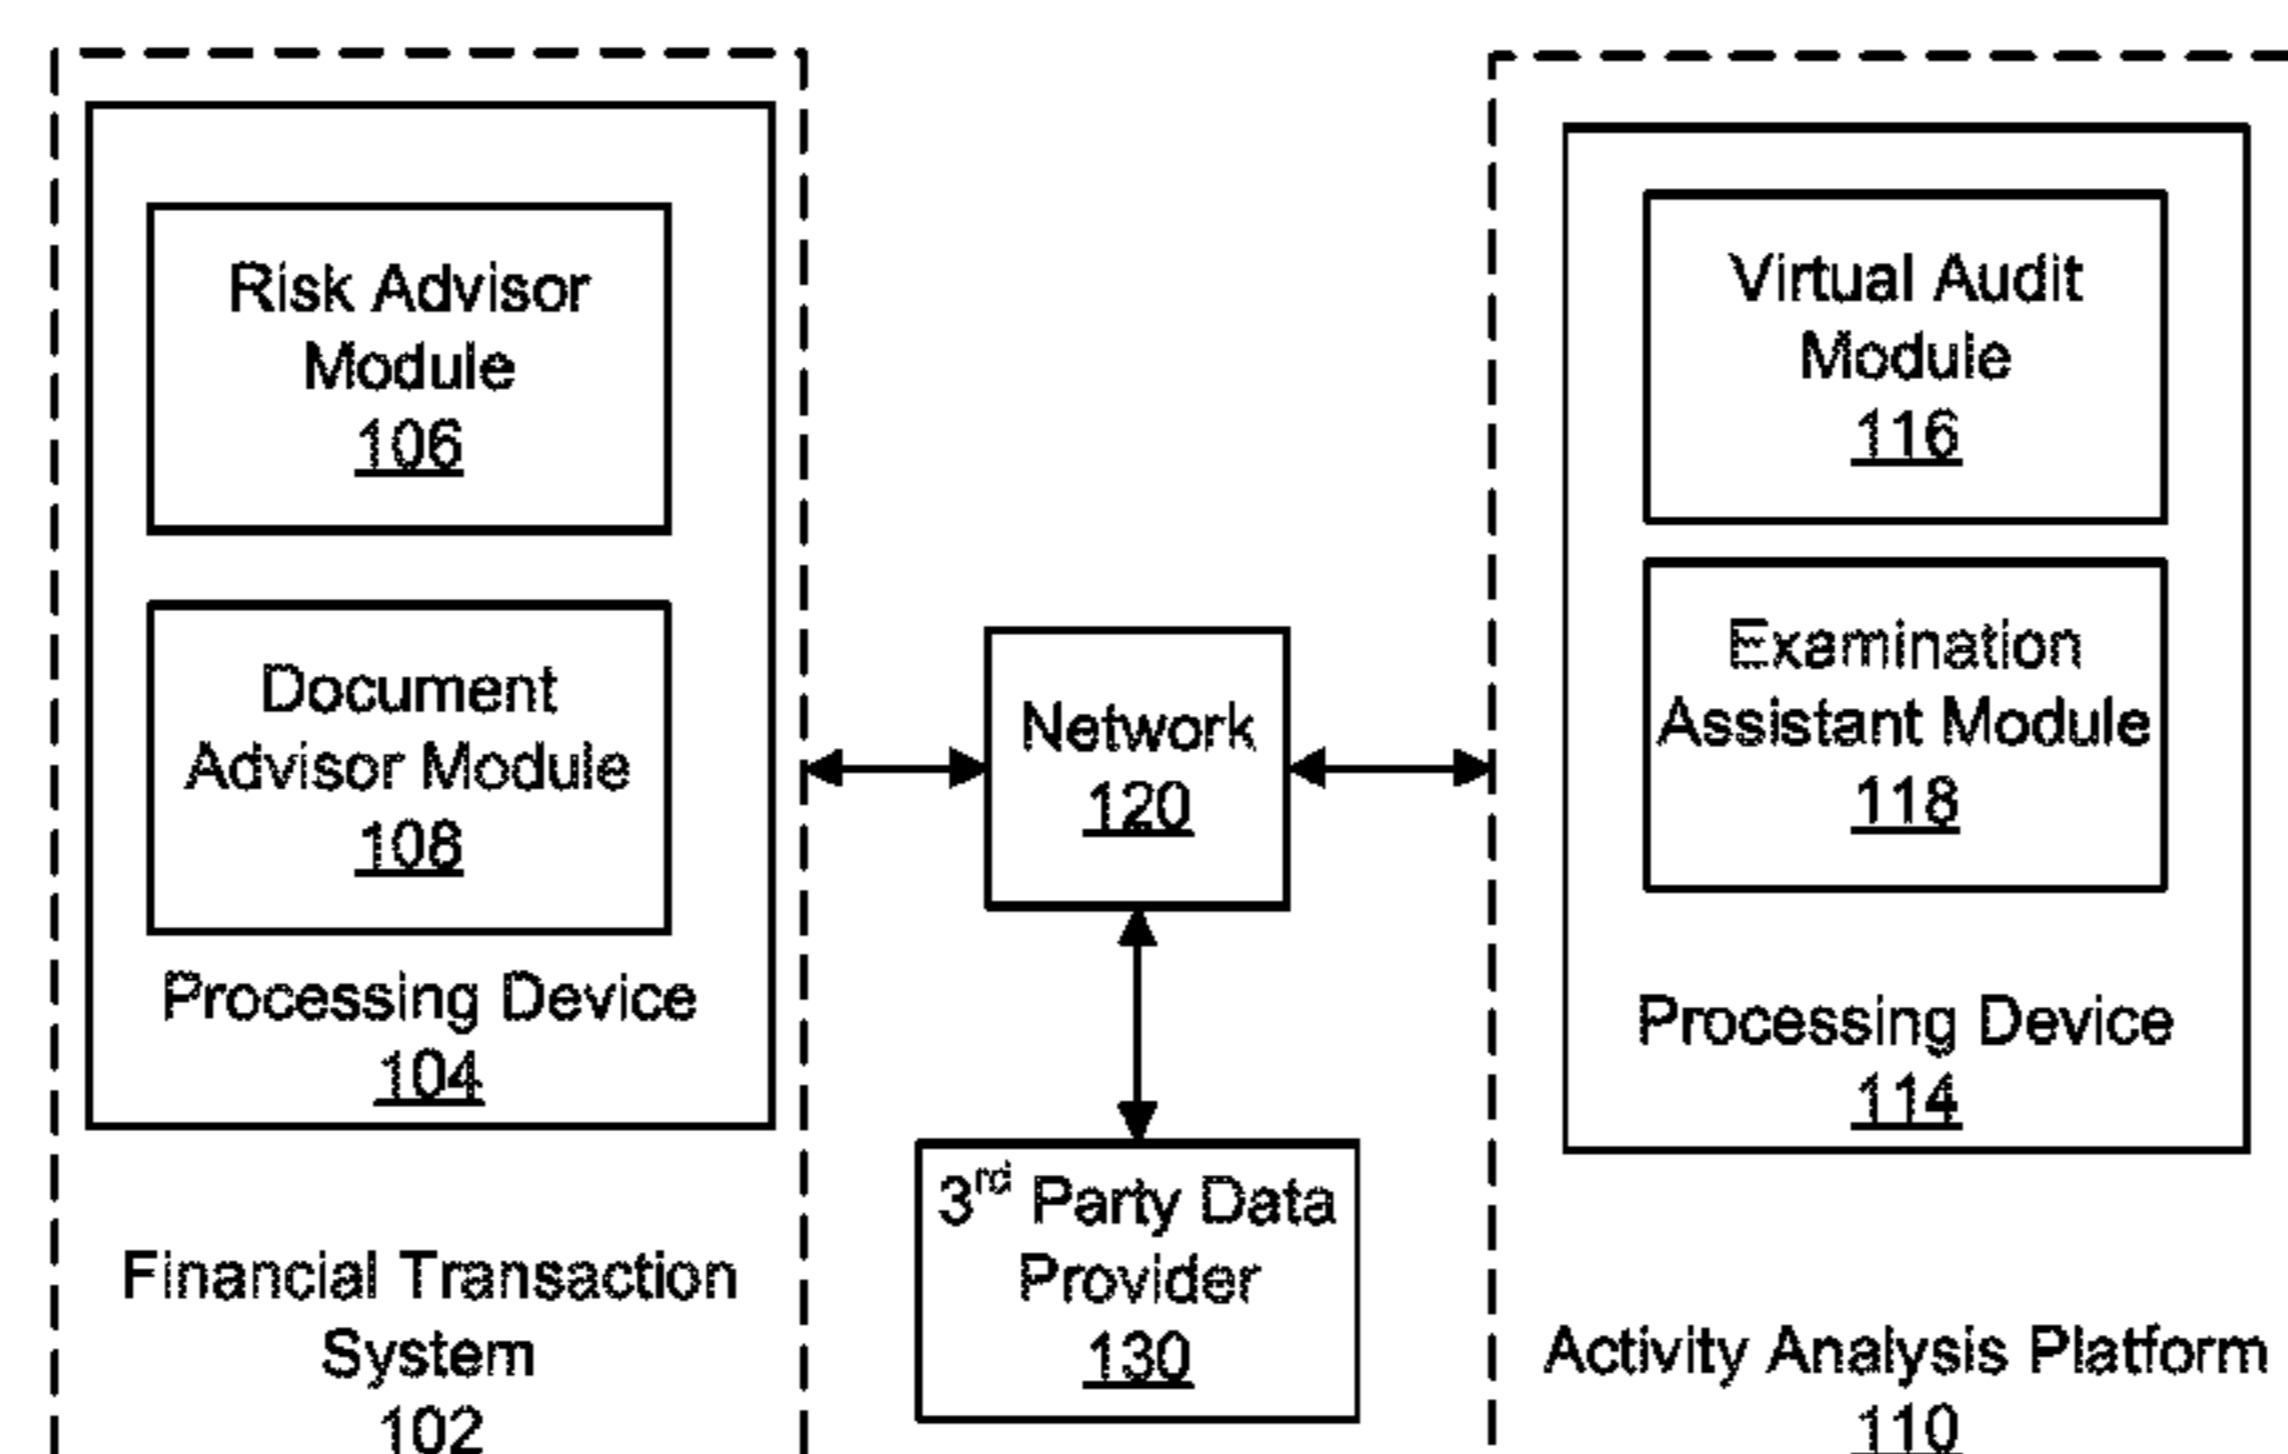 Risk Advisor
Module
106
Document
Advisor Module
108
Processing Device
104
Financial Transaction
System
102
Network
120
3rd Party Data
Provider
130
Virtual Audit
Module
116
Examination
Assistant Module
118
Processing Device
114
Activity Analysis Platform
110